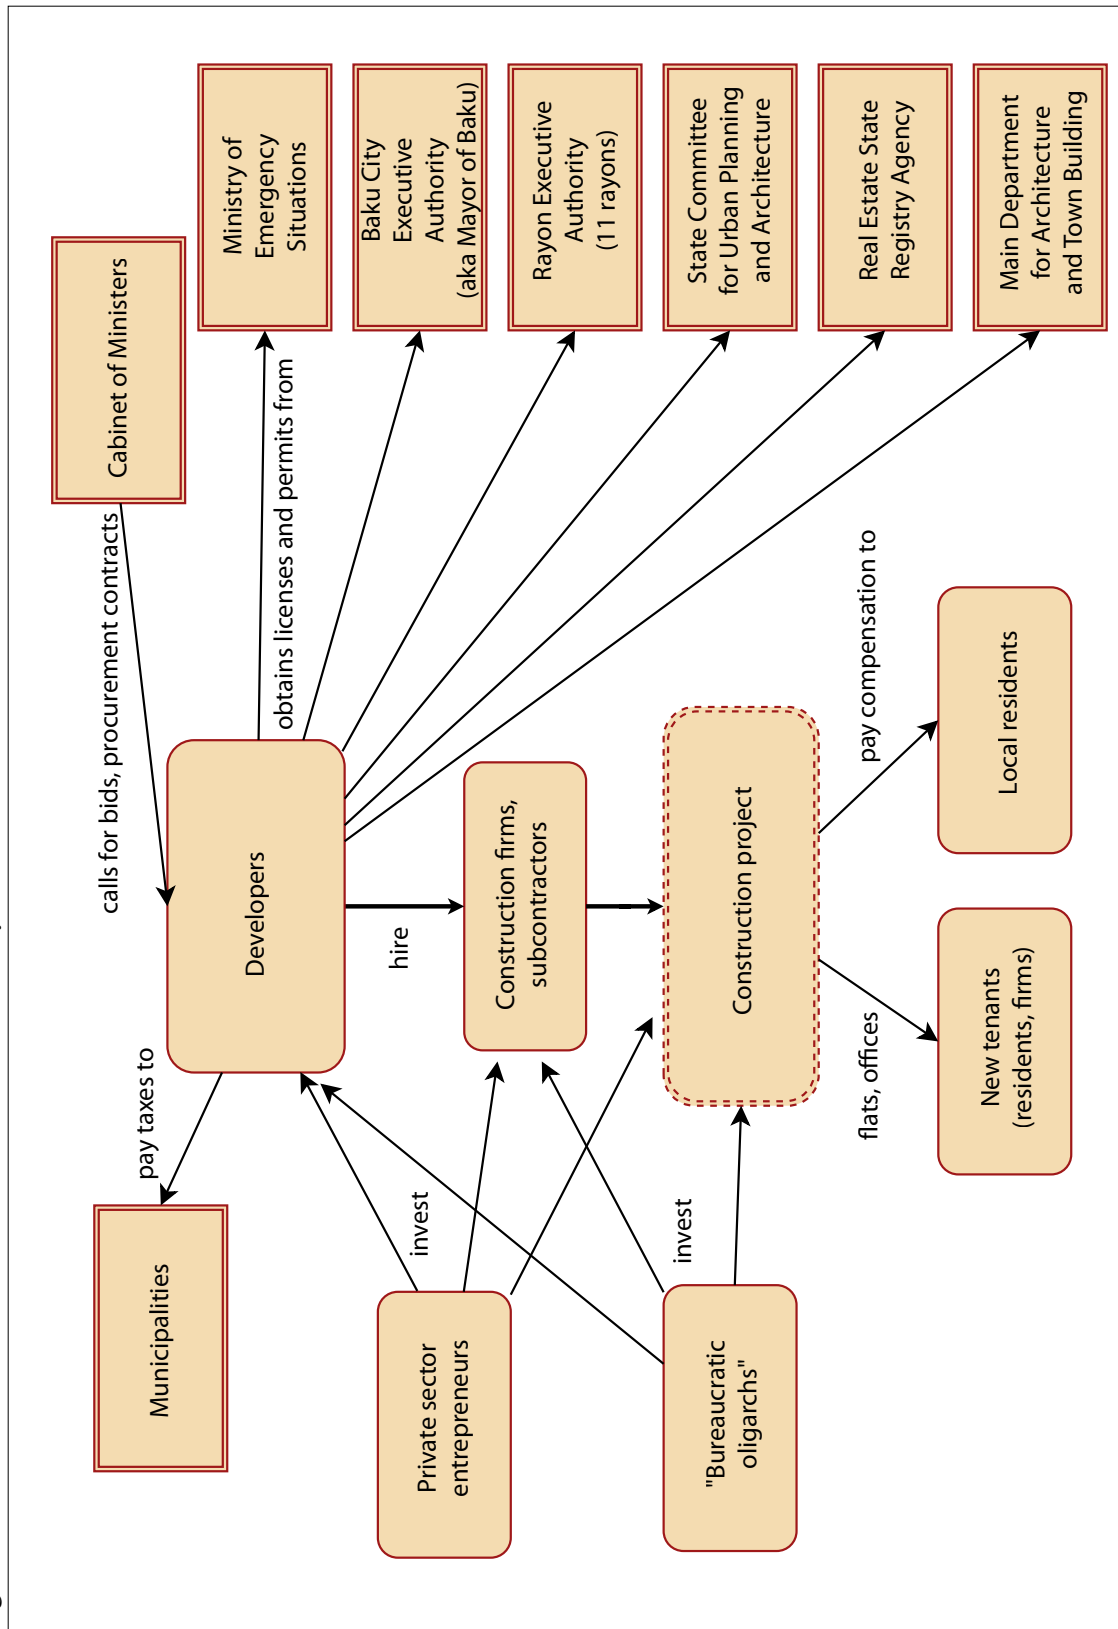 Cabinet of Ministers
calls for bids, procurement contracts
Municipalities
pay taxes to
Developers
obtains licenses and permits from
Ministry of
Emergency
Situations
Baku City
Executive
Authority
(aka Mayor of Baku)
Rayon Executive
Authority
(11 rayons)
State Committee
for Urban Planning
and Architecture
Real Estate State
Registry Agency
Main Department
for Architecture
and Town Building
hire
Private sector
entrepreneurs
invest
Construction firms,
subcontractors
"Bureaucratic
oligarchs"
invest
Construction project
flats, offices
pay compensation to
New tenants
(residents, firms)
Local residents